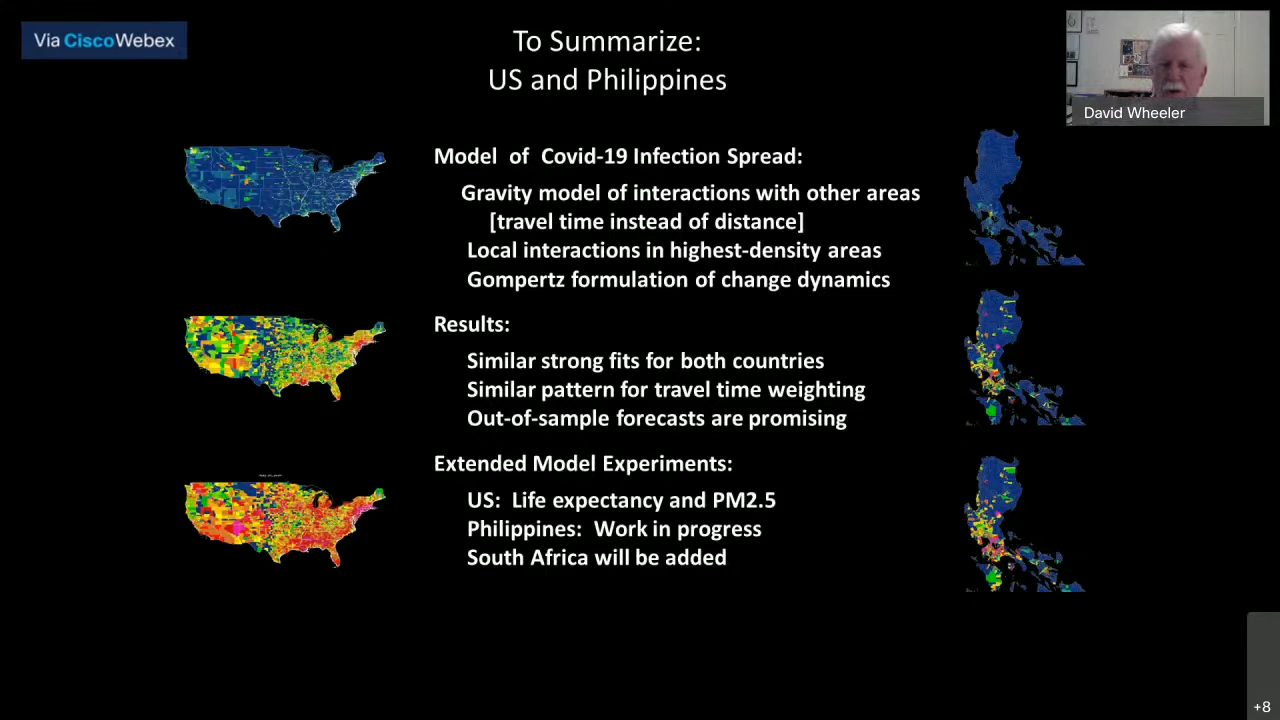 Via Cisco Webex
To Summarize:
US and Philippines
David Wheeler
Model of Covid-19 Infection Spread:
Gravity model of interactions with other areas
[travel time instead of distance]
Local interactions in highest-density areas
Gompertz formulation of change dynamics
Results:
Similar strong fits for both countries
Similar pattern for travel time weighting
Out-of-sample forecasts are promising
Extended Model Experiments:
US: Life expectancy and PM2.5
Philippines: Work in progress
South Africa will be added
+8